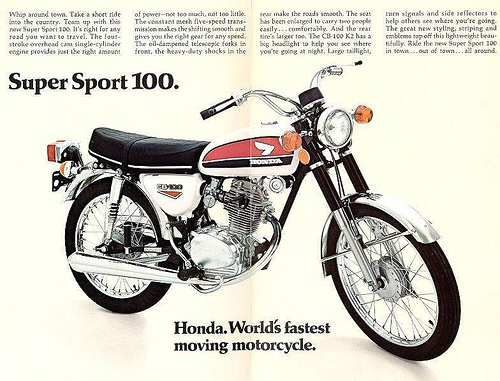 Whip around town. Take a short ride
into the country. Team up with this
new Super Sport 100. It's right for any
road you want to travel. The four-
stroke overhead cam single-cylinder
engine provides just the right amount
of power—not too much, not too little.
The constant mesh five-speed trans-
mission makes the shifting smooth and
gives you the right gear for any speed.
The oil-dampened telescopic forks in
front, the heavy-duty shocks in the
rear make the roads smooth. The seat
has been enlarged to carry two people
easily . . . comfortably. And the rear
tire's larger too. The CB-100 K2 has a
big headlight to help you see where
you're going at night. Large taillight,
turn signals and side reflectors to
help others see where you're going.
The great new styling, striping and
emblems top off this lightweight beau-
tifully. Ride the new Super Sport 100
in town . . . out of town . . . all around.
Super Sport 100.
HONDA
CB-100
Honda. World's fastest
moving motorcycle.